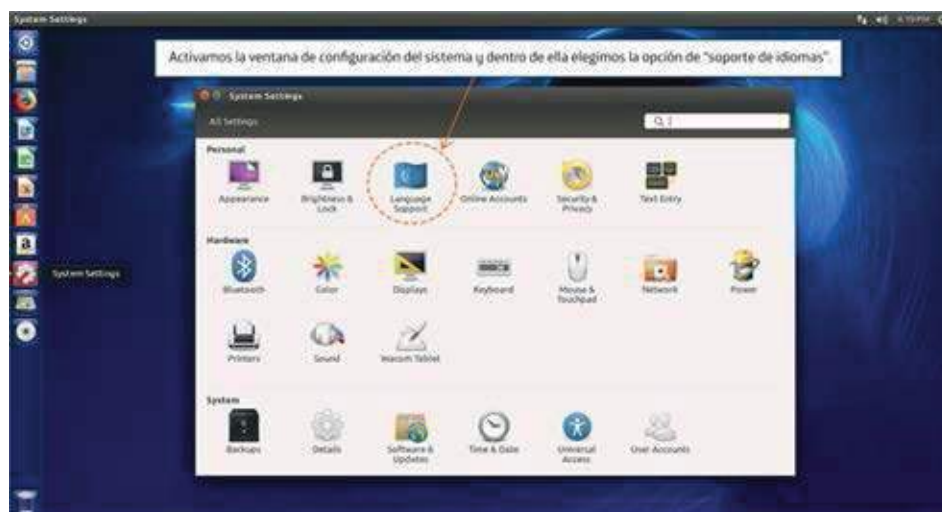 System Settings
Activamos la ventana de configuración del sistema y dentro de ella elegimos la opción de "soporte de idiomas".
System Settings
All Settings
Personal
Appearance
Brightness & Lock
Language Support
Online Accounts
Security & Privacy
Text Entry
Hardware
Bluetooth
Color
Displays
Keyboard
Mouse & Touchpad
Network
Power
System Settings
Printers
Sound
Wacom Tablet
System
Backups
Details
Software & Updates
Time & Date
Universal Access
User Accounts